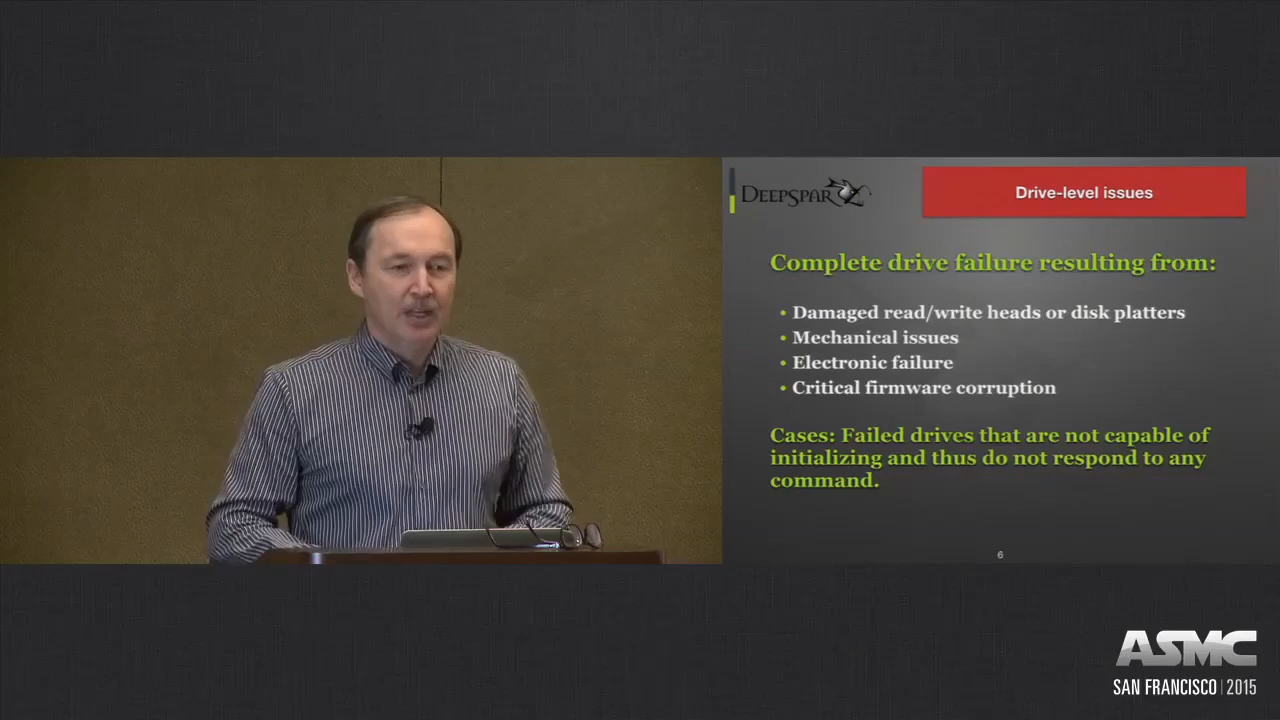 DEEPSPAR
Drive-level issues
Complete drive failure resulting from:
• Damaged read/write heads or disk platters
• Mechanical issues
• Electronic failure
• Critical firmware corruption
Cases: Failed drives that are not capable of
initializing and thus do not respond to any
command.
6
ASMC
SAN FRANCISCO | 2015